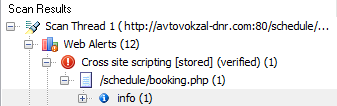 Scan Results
Scan Thread 1 ( http://avtovokzal-dnr.com:80/schedule/...
Web Alerts (12)
Cross site scripting [stored] (verified) (1)
/schedule/booking.php (1)
info (1)